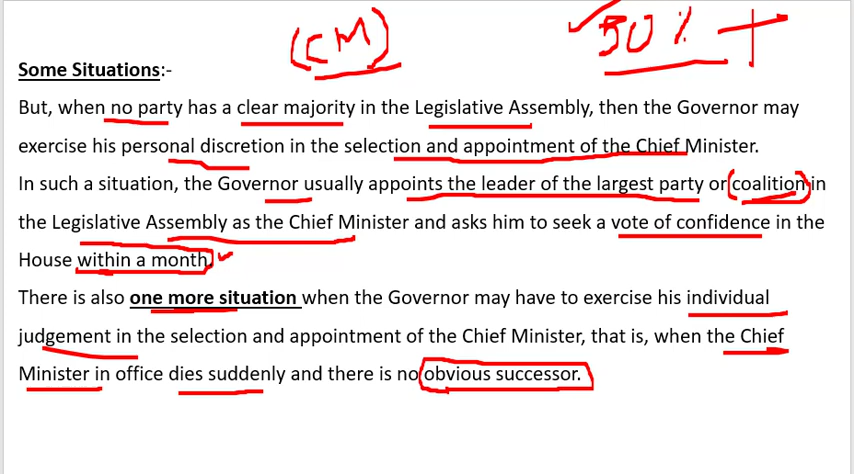 (CM) 50% +
Some Situations:-
But, when no party has a clear majority in the Legislative Assembly, then the Governor may
exercise his personal discretion in the selection and appointment of the Chief Minister.
In such a situation, the Governor usually appoints the leader of the largest party or coalition in
the Legislative Assembly as the Chief Minister and asks him to seek a vote of confidence in the
House within a month.
There is also one more situation when the Governor may have to exercise his individual
judgement in the selection and appointment of the Chief Minister, that is, when the Chief
Minister in office dies suddenly and there is no obvious successor.